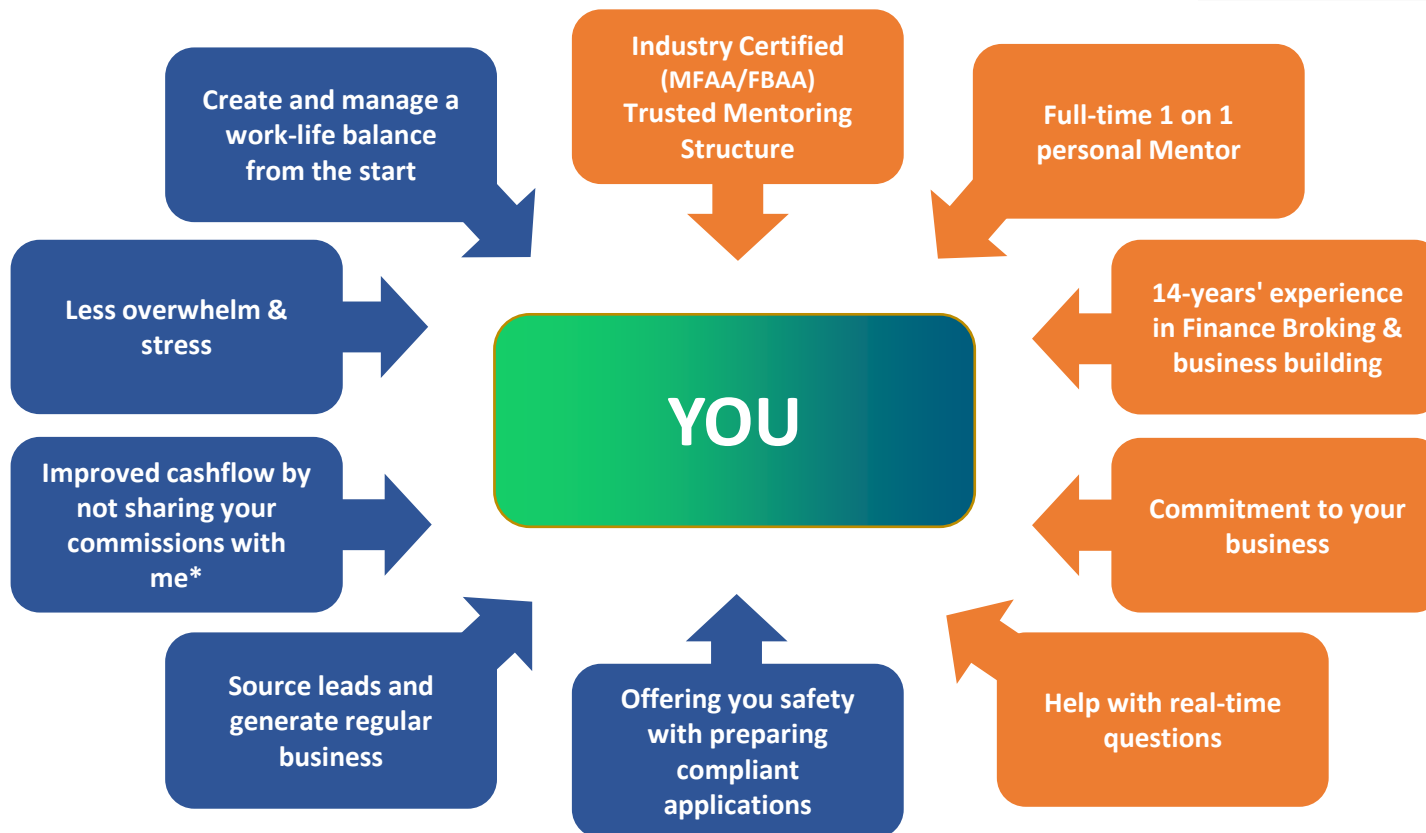 Industry Certified
(MFAA/FBAA)
Trusted Mentoring
Structure
Create and manage a
work-life balance
from the start
Full-time 1 on 1
personal Mentor
Less overwhelm &
stress
14-years' experience
in Finance Broking &
business building
YOU
Improved cashflow by
not sharing your
commissions with
me*
Commitment to your
business
Source leads and
generate regular
business
Offering you safety
with preparing
compliant
applications
Help with real-time
questions